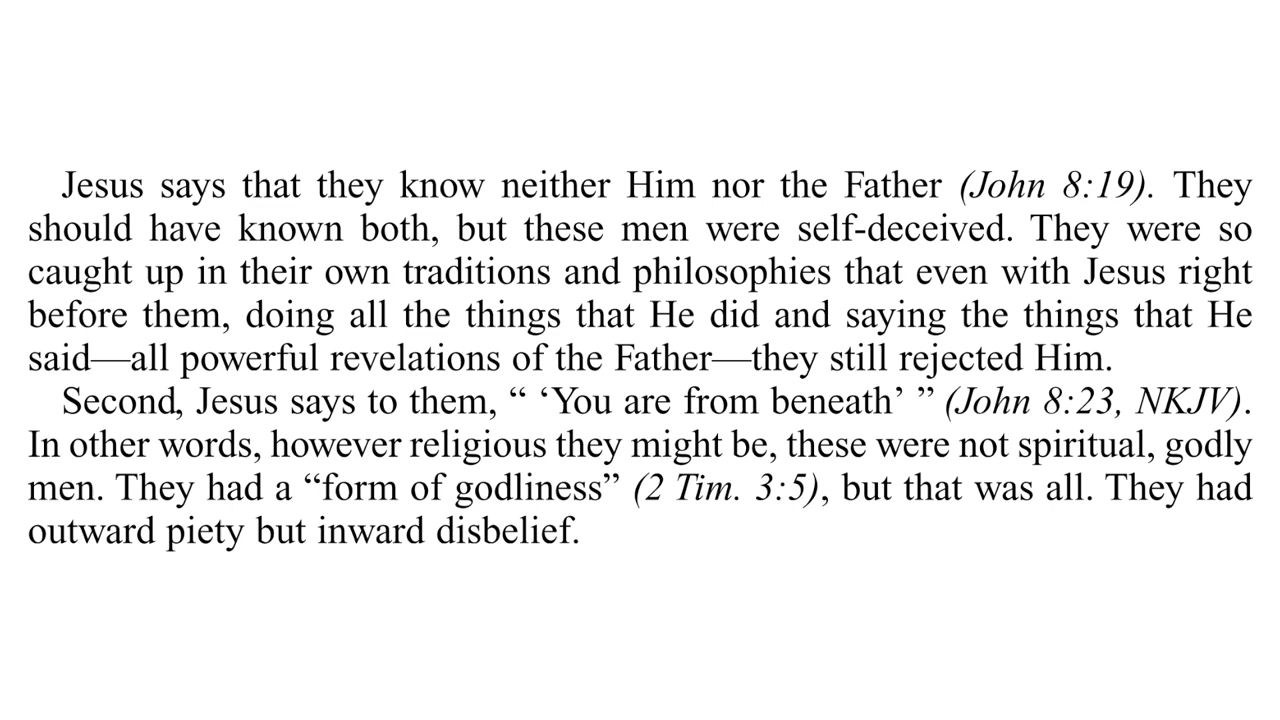 Jesus says that they know neither Him nor the Father (John 8:19). They
should have known both, but these men were self-deceived. They were so
caught up in their own traditions and philosophies that even with Jesus right
before them, doing all the things that He did and saying the things that He
said—all powerful revelations of the Father—they still rejected Him.
Second, Jesus says to them, “ ‘You are from beneath’ ” (John 8:23, NKJV).
In other words, however religious they might be, these were not spiritual, godly
men. They had a “form of godliness” (2 Tim. 3:5), but that was all. They had
outward piety but inward disbelief.